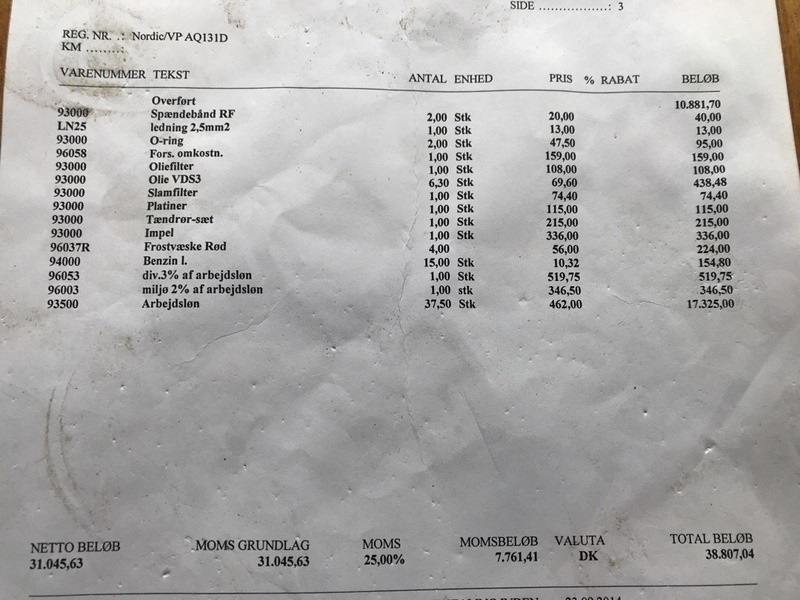 SIDE ................: 3
REG. NR. .: Nordic/VP AQ131D
KM ........:
VARENUMMER TEKST ANTAL ENHED PRIS % RABAT BELØB
Overført 10.881,70
93000 Spændebånd RF 2,00 Stk 20,00 40,00
LN25 ledning 2,5mm2 1,00 Stk 13,00 13,00
93000 O-ring 2,00 Stk 47,50 95,00
96058 Fors. omkostn. 1,00 Stk 159,00 159,00
93000 Oliefilter 1,00 Stk 108,00 108,00
93000 Olie VDS3 6,30 Stk 69,60 438,48
93000 Slamfilter 1,00 Stk 74,40 74,40
93000 Platiner 1,00 Stk 115,00 115,00
93000 Tændrør-sæt 1,00 Stk 215,00 215,00
93000 Impel 1,00 Stk 336,00 336,00
96037R Frostvæske Rød 4,00 56,00 224,00
94000 Benzin l. 15,00 Stk 10,32 154,80
96053 div.3% af arbejdsløn 1,00 Stk 519,75 519,75
96003 miljø 2% af arbejdsløn 1,00 stk 346,50 346,50
93500 Arbejdsløn 37,50 Stk 462,00 17.325,00
NETTO BELØB MOMS GRUNDLAG MOMS MOMSBELØB VALUTA TOTAL BELØB
31.045,63 31.045,63 25,00% 7.761,41 DK 38.807,04